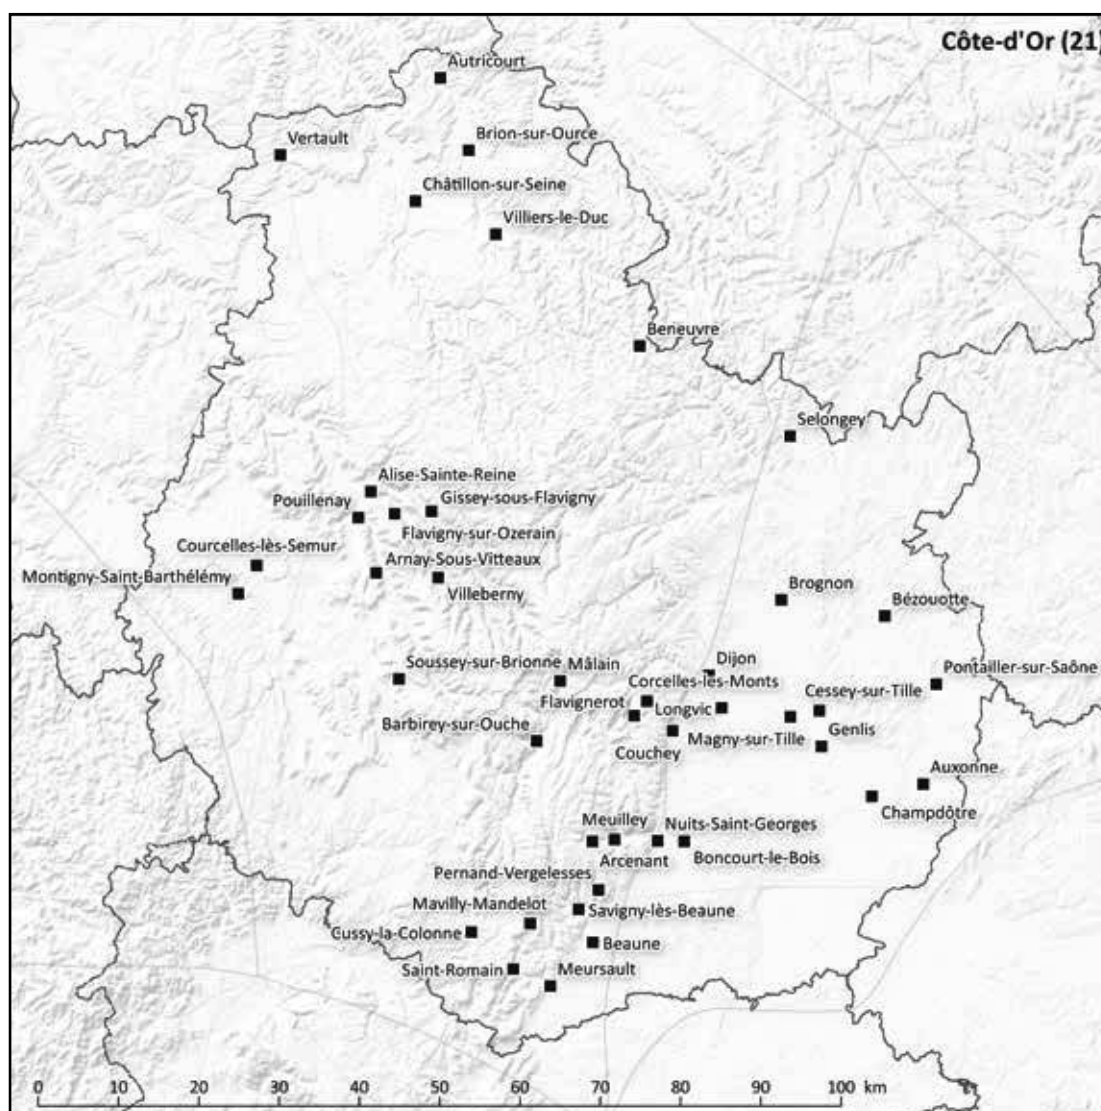 Côte-d'Or (21)
Autricourt
Vertault
Brion-sur-Ource
Châtillon-sur-Seine
Villiers-le-Duc
Beneuvre
Selongey
Alise-Sainte-Reine
Pouillenay
Gissey-sous-Flavigny
Flavigny-sur-Ozerain
Courcelles-lès-Semur
Arnay-Sous-Vitteaux
Montigny-Saint-Barthélémy
Villeberny
Brognon
Bézouotte
Soussey-sur-Brionne
Mâlain
Dijon
Pontailler-sur-Saône
Corcelles-les-Monts
Cessey-sur-Tille
Flavignerot
Longvic
Barbirey-sur-Ouche
Genlis
Couchey
Magny-sur-Tille
Auxonne
Champdôtre
Meuilley
Nuits-Saint-Georges
Arcenant
Boncourt-le-Bois
Pernand-Vergelesses
Mavilly-Mandelot
Savigny-lès-Beaune
Cussy-la-Colonne
Beaune
Saint-Romain
Meursault
0 10 20 30 40 50 60 70 80 90 100 km